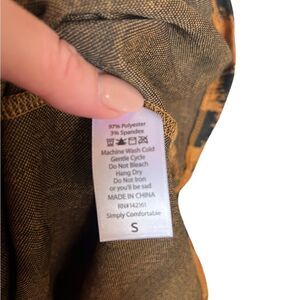 97% Polyester
3% Spandex
Machine Wash Cold
Gentle Cycle
Do Not Bleach
Hang Dry
Do Not Iron
or you'll be sad
MADE IN CHINA
RN#142161
Simply Comfortable
S